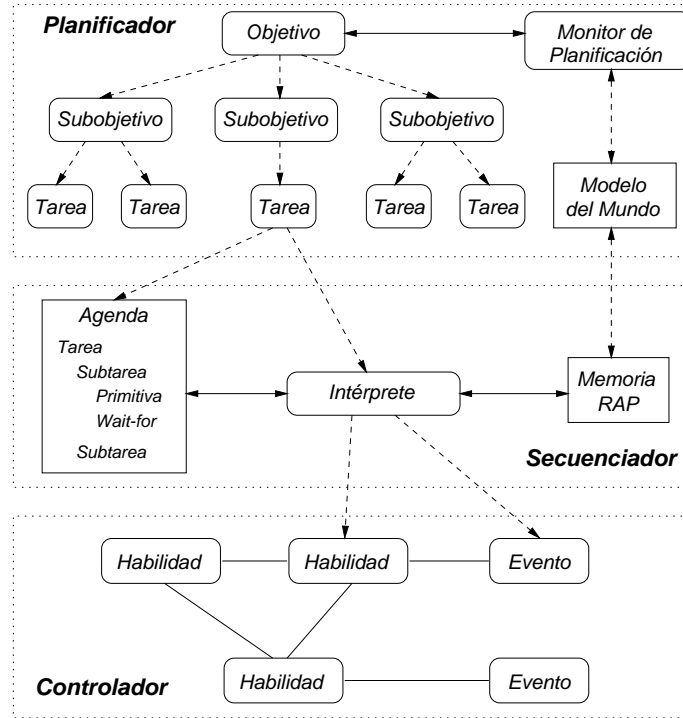 Planificador
Objetivo
Monitor de
Planificación
Subobjetivo
Subobjetivo
Subobjetivo
Tarea
Tarea
Tarea
Tarea
Tarea
Modelo
del Mundo
Agenda
Tarea
Subtarea
Primitiva
Wait-for
Subtarea
Intérprete
Memoria
RAP
Secuenciador
Habilidad
Habilidad
Evento
Controlador
Habilidad
Evento